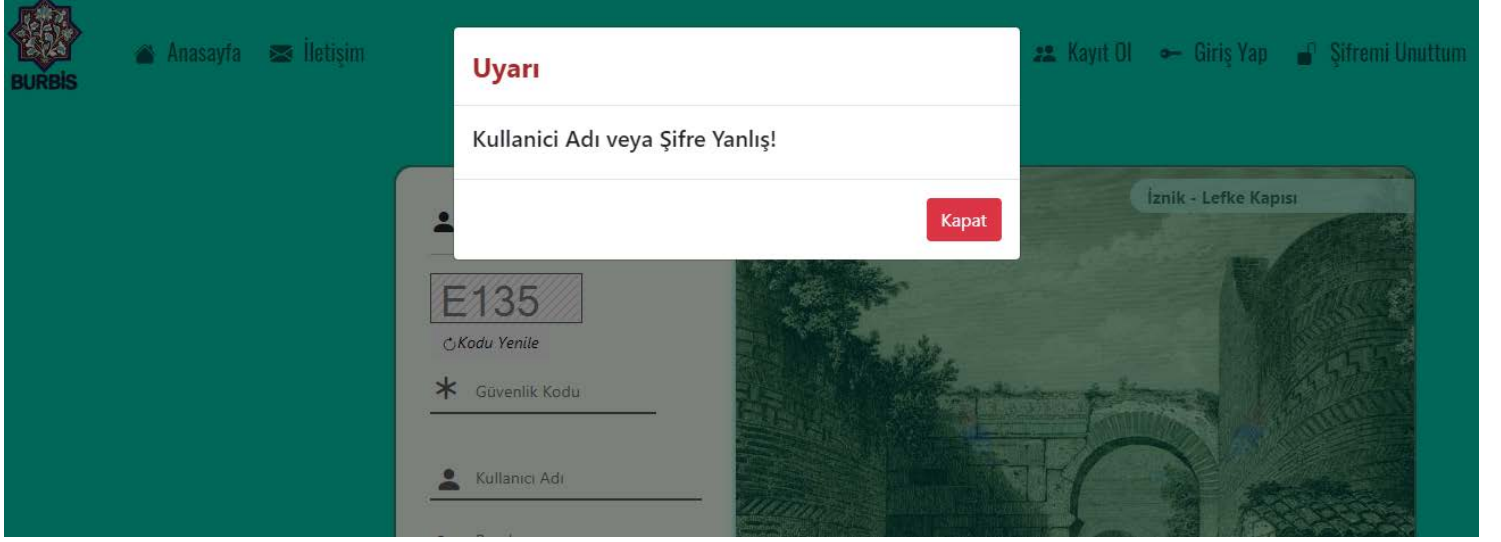 BURBİS
Anasayfa
İletişim
Kayıt Ol
Giriş Yap
Şifremi Unuttum
Uyarı
Kullanici Adı veya Şifre Yanlış!
Kapat
İznik - Lefke Kapısı
E135
Kodu Yenile
Güvenlik Kodu
Kullanıcı Adı